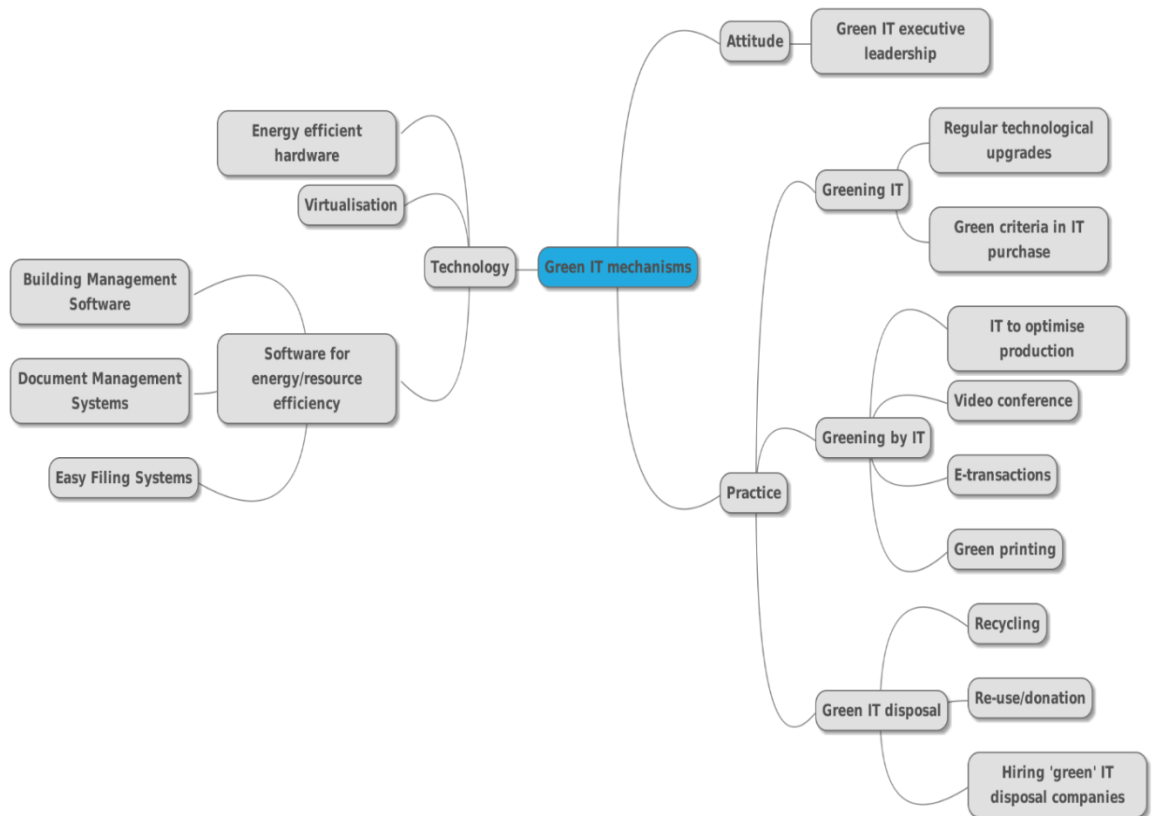 Green IT mechanisms
Attitude
Green IT executive
leadership
Technology
Energy efficient
hardware
Virtualisation
Software for
energy/resource
efficiency
Building Management
Software
Document Management
Systems
Easy Filing Systems
Practice
Greening IT
Regular technological
upgrades
Green criteria in IT
purchase
Greening by IT
IT to optimise
production
Video conference
E-transactions
Green printing
Green IT disposal
Recycling
Re-use/donation
Hiring 'green' IT
disposal companies